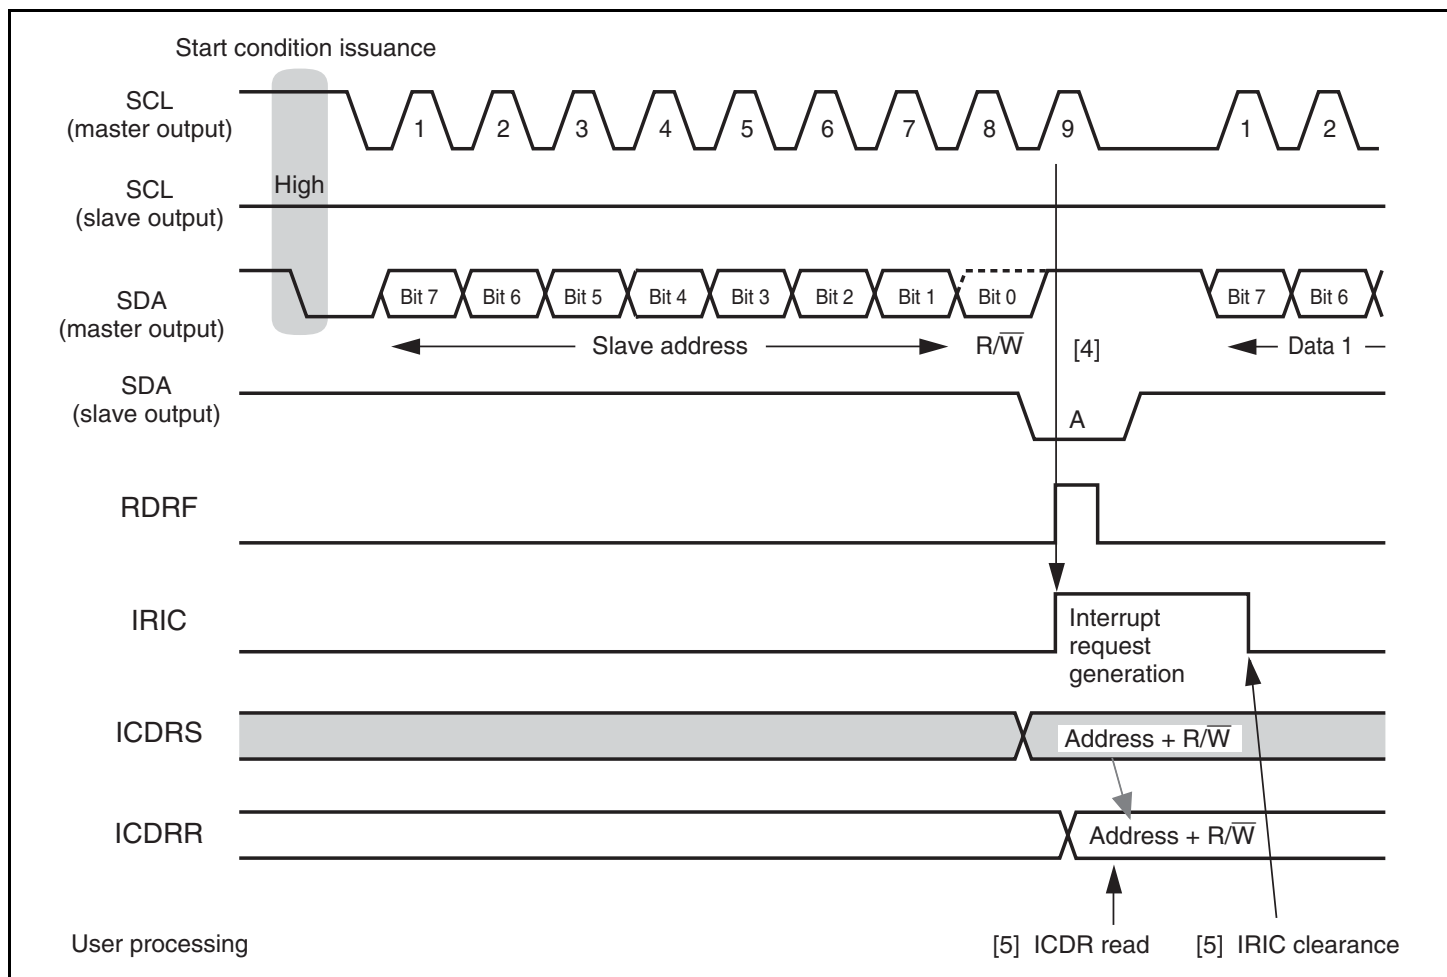 Start condition issuance
SCL
(master output)
1 2 3 4 5 6 7 8 9 1 2
SCL
(slave output)
High
SDA
(master output)
Bit 7 Bit 6 Bit 5 Bit 4 Bit 3 Bit 2 Bit 1 Bit 0 Bit 7 Bit 6
Slave address R/W̅ [4] Data 1
SDA
(slave output)
A
RDRF
IRIC
Interrupt
request
generation
ICDRS
Address + R/W̅
ICDRR
Address + R/W̅
User processing
[5] ICDR read [5] IRIC clearance